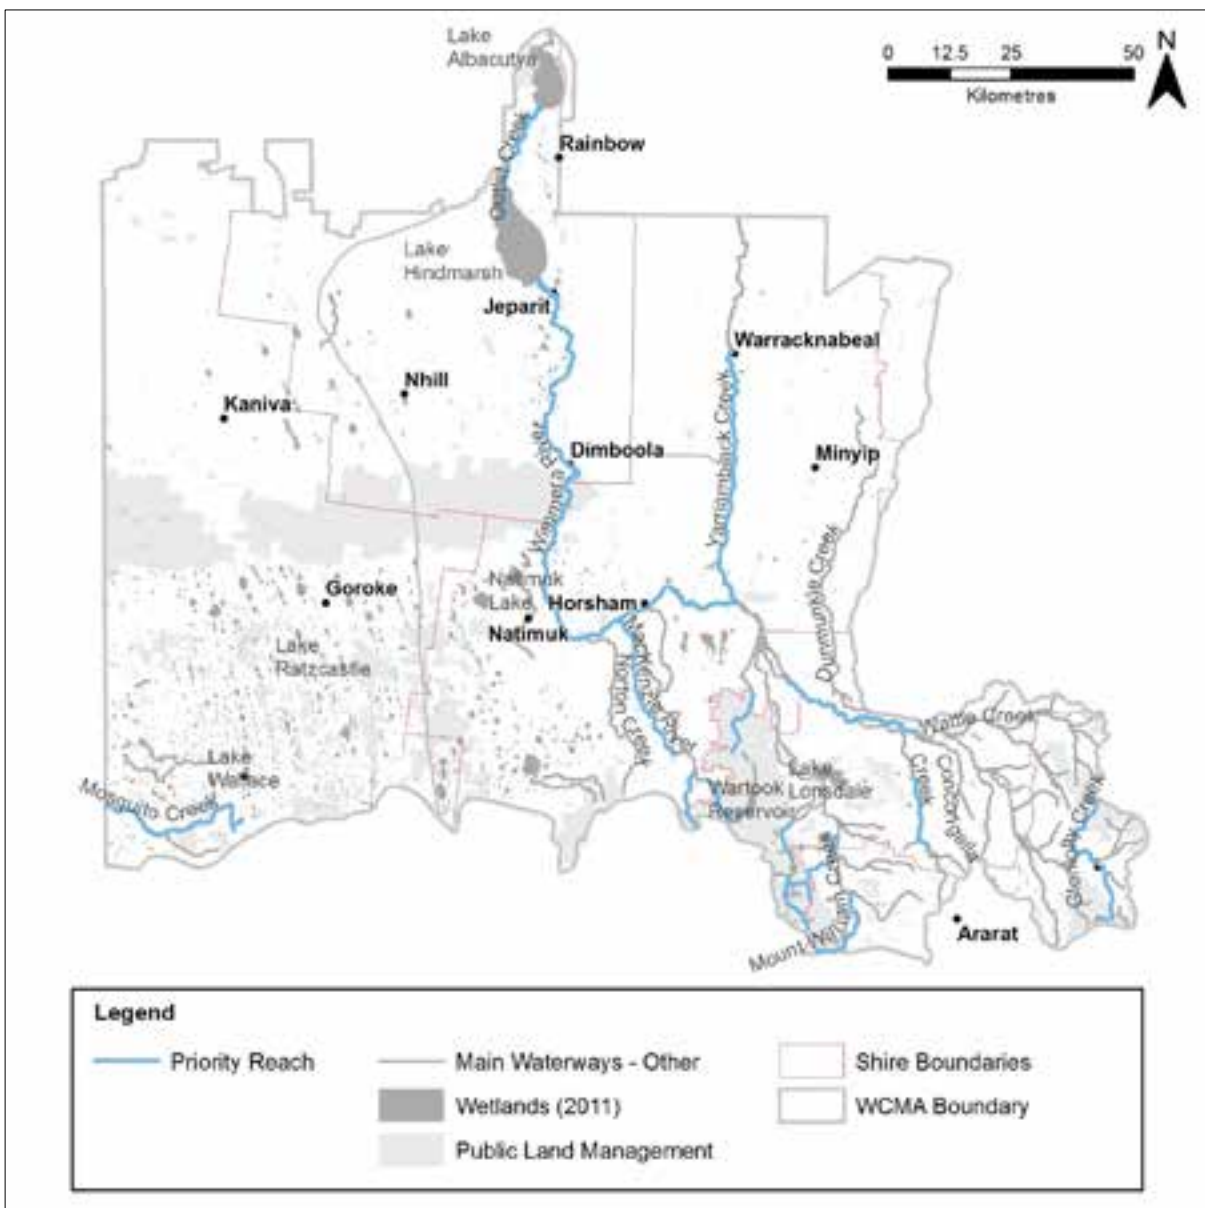 Lake
Albacutya
0 12.5 25 50
Kilometres
N
Outlet Creek
Rainbow
Lake
Hindmarsh
Jeparit
Warracknabeal
Nhill
Kaniva
Yarriambiack Creek
Dimboola
Minyip
Wimmera River
Dunmunkle Creek
Natimuk
Lake
Goroke
Horsham
Natimuk
Lake
Ratzcastle
MacKenzie River
Norton Creek
Wattle Creek
Lake
Wallace
Mosquito Creek
Wartook
Reservoir
Lake
Lonsdale
Concongella
Creek
Glenlofty Creek
Mount William Creek
Ararat
Legend
Priority Reach
Main Waterways - Other
Shire Boundaries
Wetlands (2011)
WCMA Boundary
Public Land Management